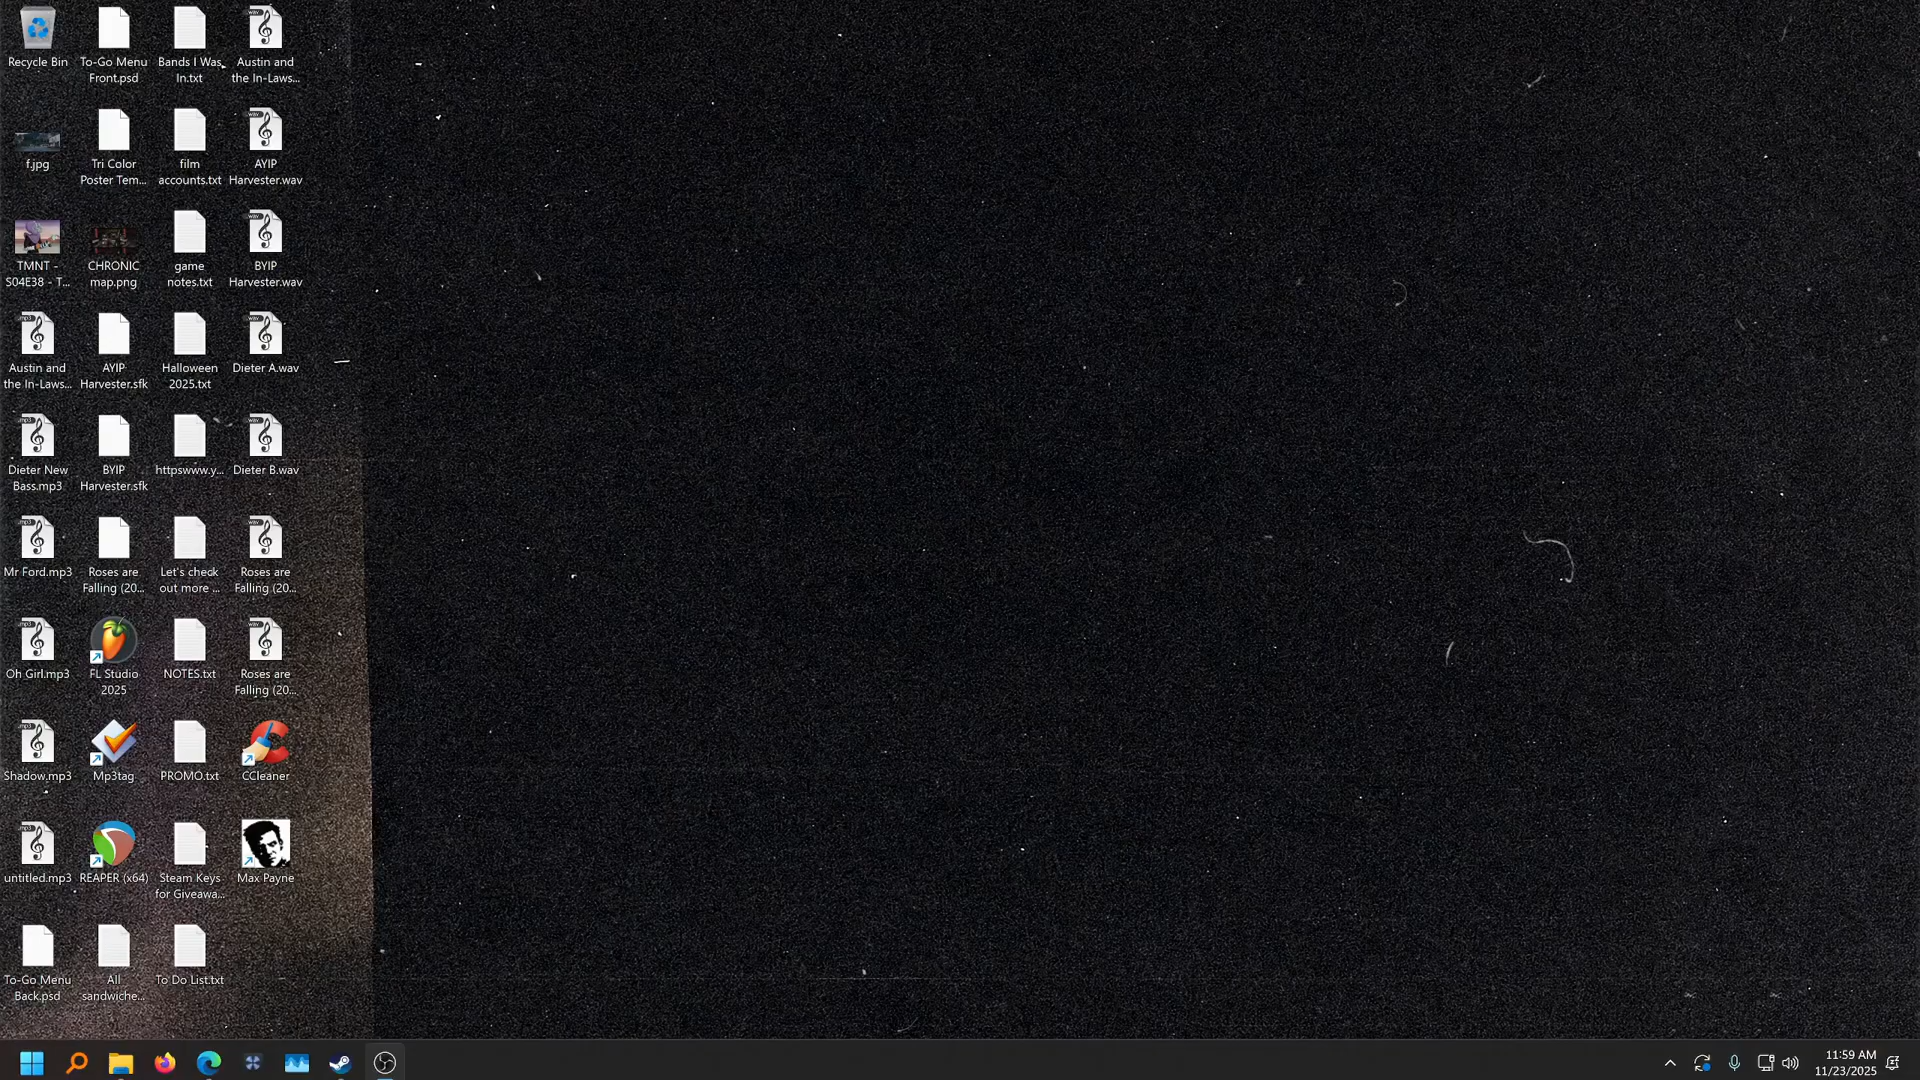 Recycle Bin
To-Go Menu
Front.psd
Bands I Was
In.txt
Austin and
the In-Laws...
f.jpg
Tri Color
Poster Tem...
film
accounts.txt
AYIP
Harvester.wav
TMNT -
S04E38 - T...
CHRONIC
map.png
game
notes.txt
BYIP
Harvester.wav
Austin and
the In-Laws...
AYIP
Harvester.sfk
Halloween
2025.txt
Dieter A.wav
Dieter New
Bass.mp3
BYIP
Harvester.sfk
httpswww.y...
Dieter B.wav
Mr Ford.mp3
Roses are
Falling (20...
Let's check
out more ...
Roses are
Falling (20...
Oh Girl.mp3
FL Studio
2025
NOTES.txt
Roses are
Falling (20...
Shadow.mp3
Mp3tag
PROMO.txt
CCleaner
untitled.mp3
REAPER (x64)
Steam Keys
for Giveawa...
Max Payne
To-Go Menu
Back.psd
All
sandwiche...
To Do List.txt
11:59 AM
11/23/2025